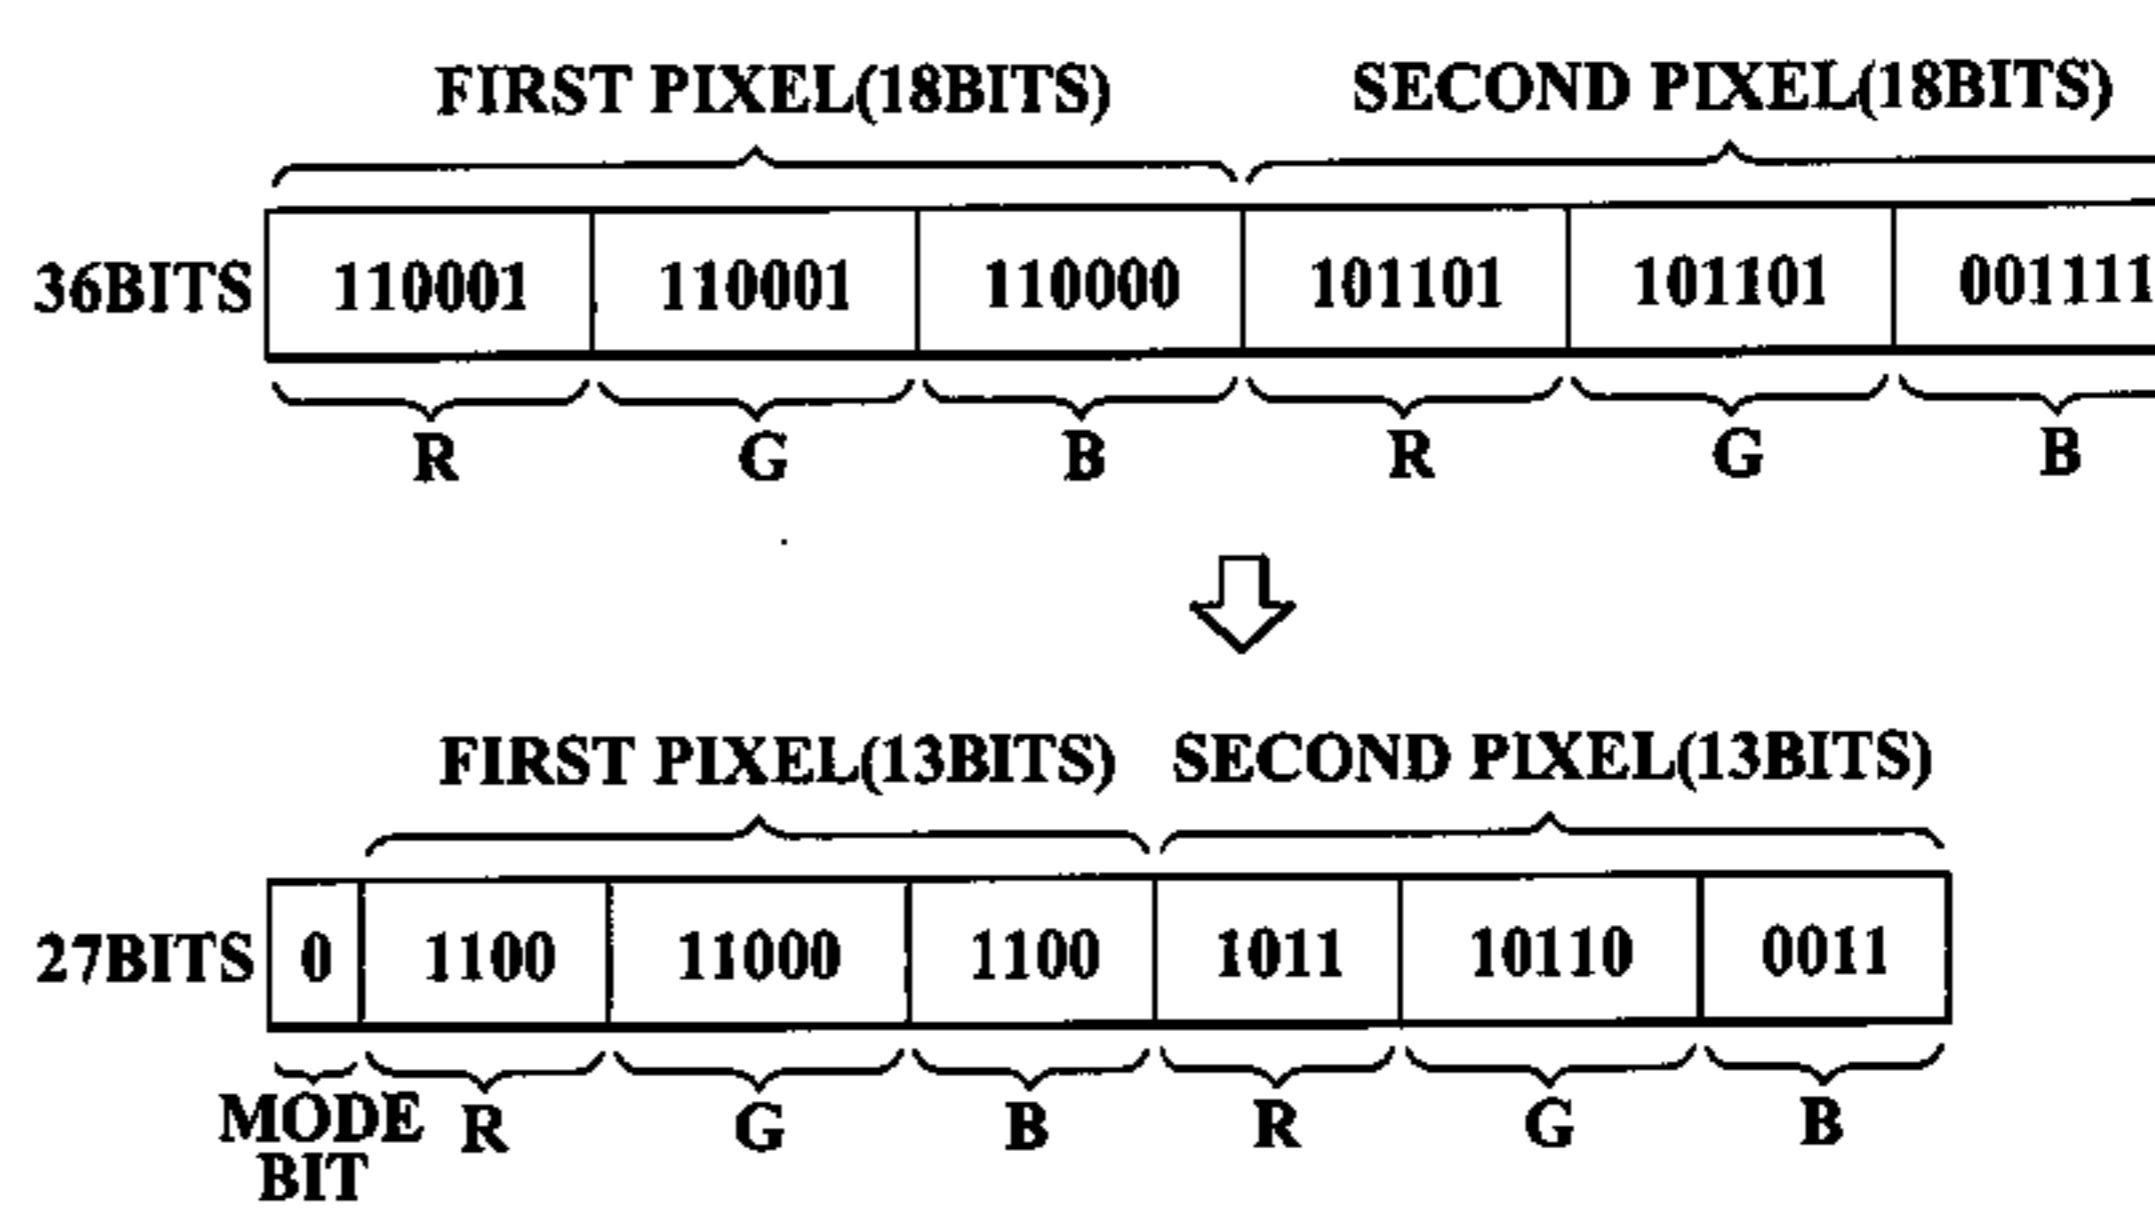 FIRST PIXEL(18BITS) SECOND PIXEL(18BITS)
36BITS 110001 110001 110000 101101 101101 001111
R G B R G B
FIRST PIXEL(13BITS) SECOND PIXEL(13BITS)
27BITS 0 1100 11000 1100 1011 10110 0011
MODE BIT R G B R G B